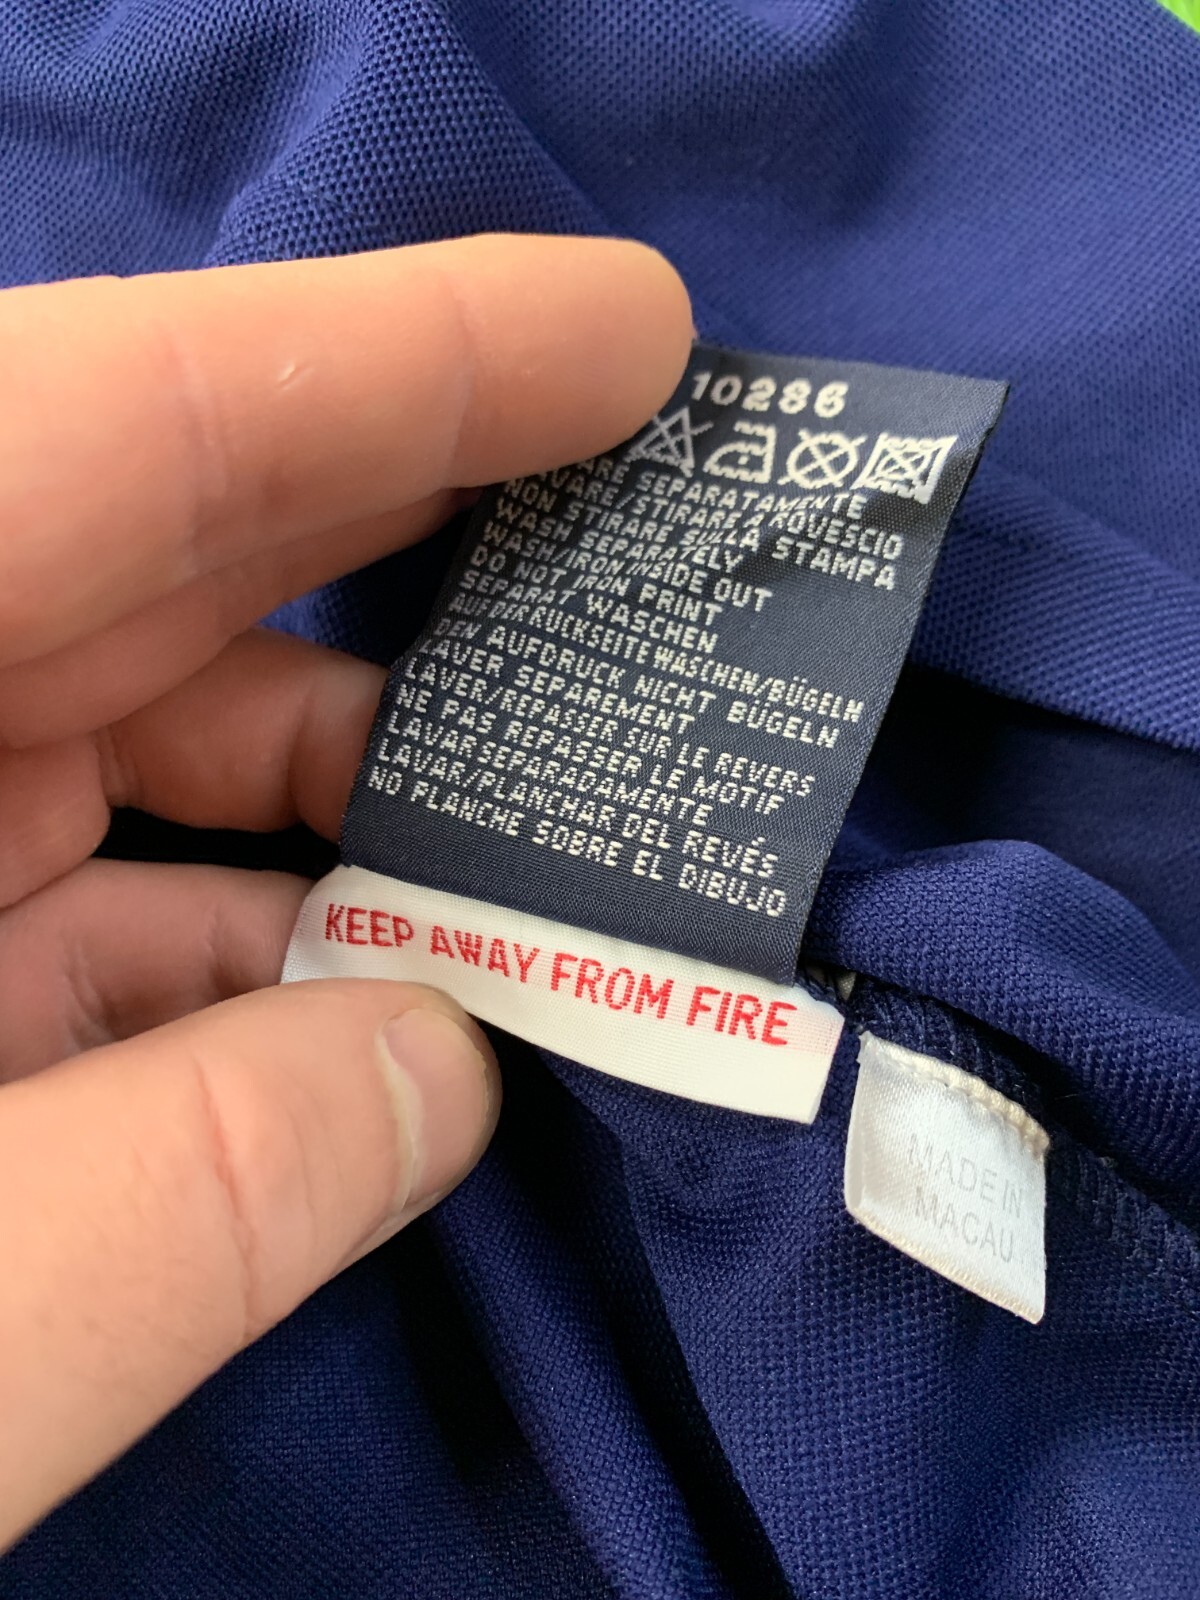 10286
SEPARATAMENTE
/STIRARE A ROVESCIO
NON STIRARE SULLA STAMPA
WASH SEPARATELY
WASH/IRON INSIDE OUT
DO NOT IRON PRINT
SEPARAT WASCHEN
AUF DER RUCKSEITE WASCHEN/BÜGELN
DEN AUFDRUCK NICHT BÜGELN
LAVER SEPAREMENT
LAVER/REPASSER SUR LE REVERS
NE PAS REPASSER LE MOTIF
LAVAR SEPARADAMENTE
LAVAR/PLANCHAR DEL REVÉS
NO PLANCHE SOBRE EL DIBUJO
KEEP AWAY FROM FIRE
MADE IN
MACAU